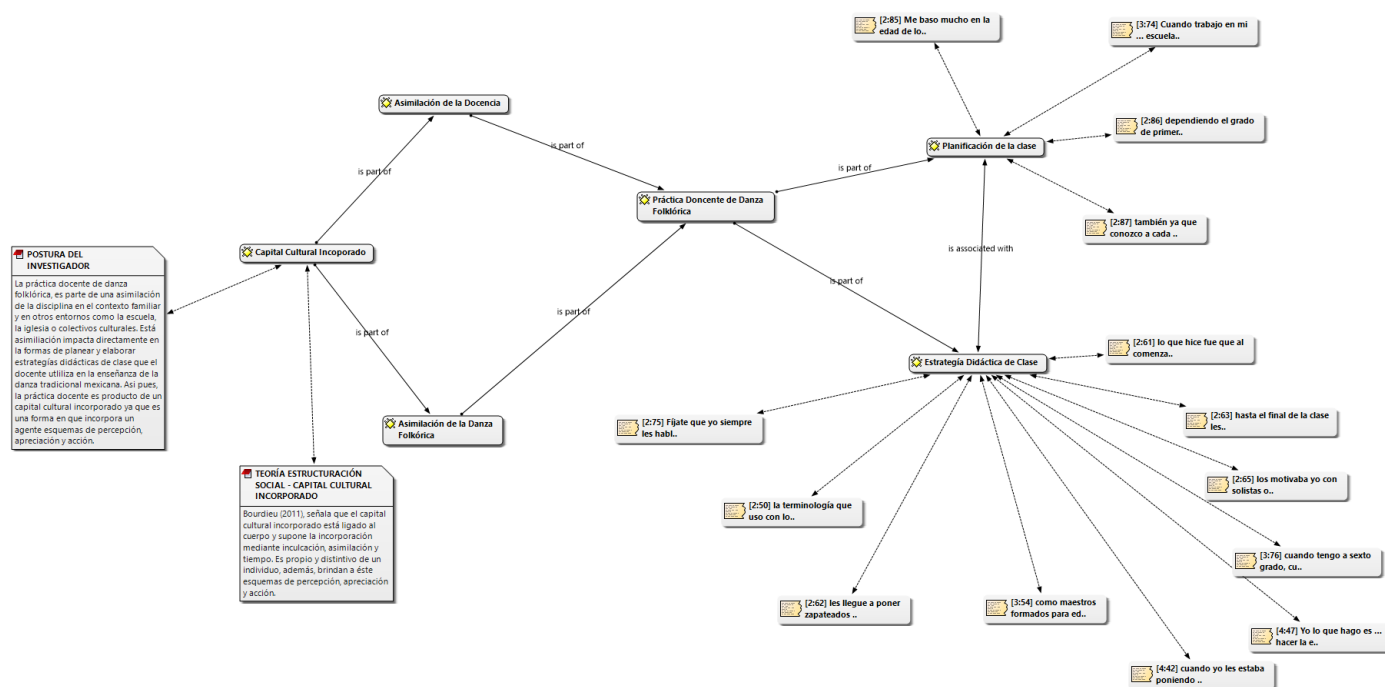 [2:85] Me baso mucho en la
edad de lo..
[3:74] Cuando trabajo en mi
... escuela..
Asimilación de la Docencia
[2:86] dependiendo el grado
de primer..
is part of
Planificación de la clase
is part of
is part of
Práctica Doncente de Danza
Folklórica
[2:87] también ya que
conozco a cada ..
is associated with
Capital Cultural Incoporado
POSTURA DEL
INVESTIGADOR
La práctica docente de danza
folklórica, es parte de una asimilación
de la disciplina en el contexto familiar
y en otros entornos como la escuela,
la iglesia o colectivos culturales. Está
asimiliación impacta directamente en
la formas de planear y elaborar
estrategías didácticas de clase que el
docente utliliza en la enseñanza de la
danza tradicional mexicana. Asi pues,
la práctica docente es producto de un
capital cultural incorporado ya que es
una forma en que incorpora un
agente esquemas de percepción,
apreciación y acción.
is part of
is part of
is part of
[2:61] lo que hice fue que al
comenza..
Estrategía Didáctica de Clase
Asimilación de la Danza
Folkórica
[2:75] Fíjate que yo siempre
les habl..
[2:63] hasta el final de la clase
les..
TEORÍA ESTRUCTURACIÓN
SOCIAL - CAPITAL CULTURAL
INCORPORADO
Bourdieu (2011), señala que el capital
cultural incorporado está ligado al
cuerpo y supone la incorporación
mediante inculcación, asimilación y
tiempo. Es propio y distintivo de un
individuo, además, brindan a éste
esquemas de percepción, apreciación
y acción.
[2:65] los motivaba yo con
solistas o..
[2:50] la terminología que
uso con lo..
[3:76] cuando tengo a sexto
grado, cu..
[2:62] les llegue a poner
zapateados ..
[3:54] como maestros
formados para ed..
[4:47] Yo lo que hago es ...
hacer la e..
[4:42] cuando yo les estaba
poniendo ..